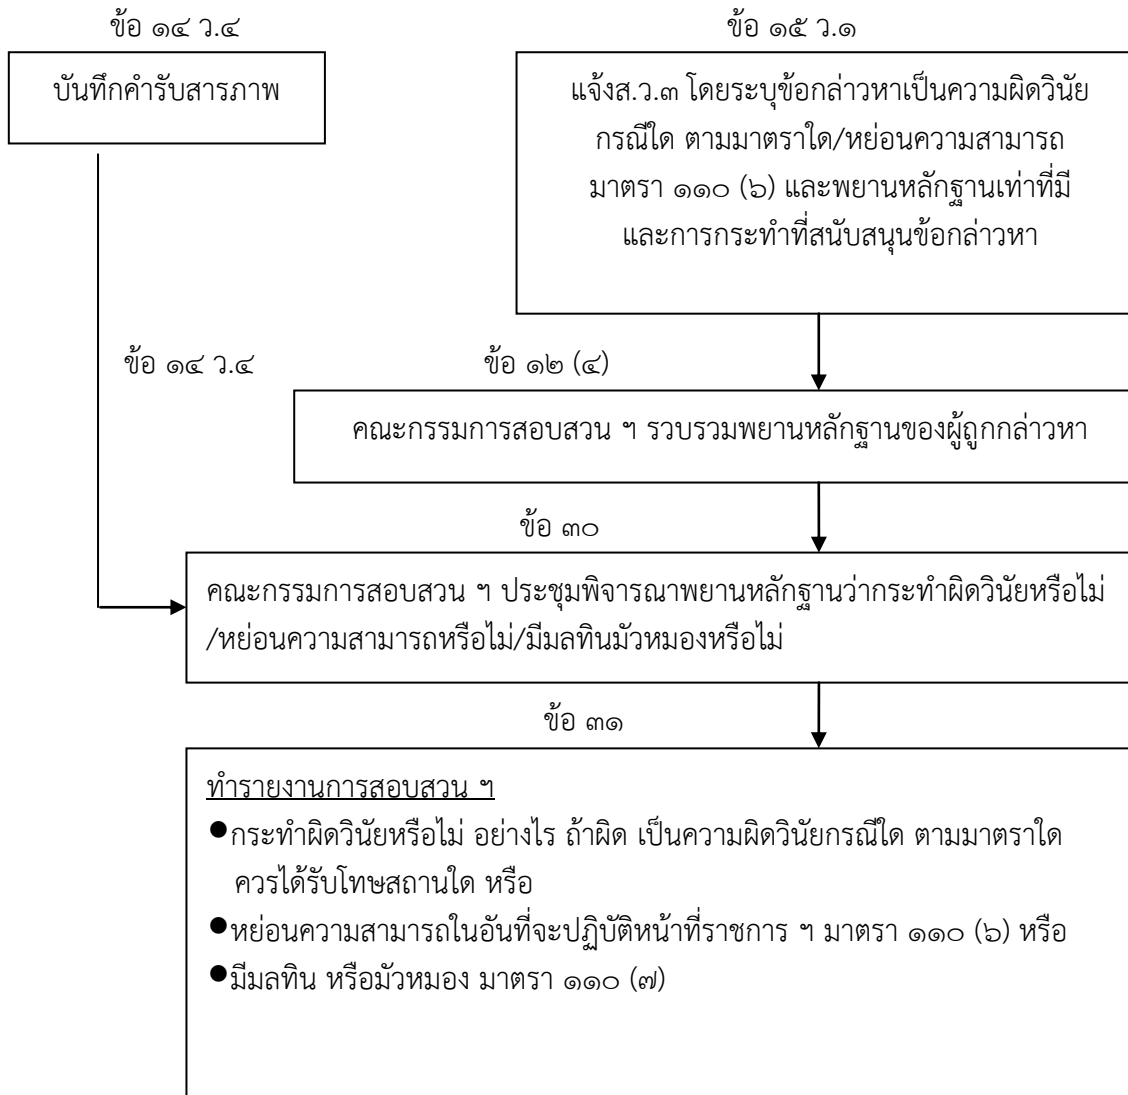 ข้อ ๑๔ ว.๔
ข้อ ๑๕ ว.๑
บันทึกคำรับสารภาพ
แจ้งส.ว.๓ โดยระบุข้อกล่าวหาเป็นความผิดวินัย
กรณีใด ตามมาตราใด/หย่อนความสามารถ
มาตรา ๑๑๐ (๖) และพยานหลักฐานเท่าที่มี
และการกระทำที่สนับสนุนข้อกล่าวหา
ข้อ ๑๔ ว.๔
ข้อ ๑๒ (๔)
คณะกรรมการสอบสวน ฯ รวบรวมพยานหลักฐานของผู้ถูกกล่าวหา
ข้อ ๓๐
คณะกรรมการสอบสวน ฯ ประชุมพิจารณาพยานหลักฐานว่ากระทำผิดวินัยหรือไม่
/หย่อนความสามารถหรือไม่/มีมลทินมัวหมองหรือไม่
ข้อ ๓๑
ทำรายงานการสอบสวน ฯ
●กระทำผิดวินัยหรือไม่ อย่างไร ถ้าผิด เป็นความผิดวินัยกรณีใด ตามมาตราใด
ควรได้รับโทษสถานใด หรือ
●หย่อนความสามารถในอันที่จะปฏิบัติหน้าที่ราชการ ฯ มาตรา ๑๑๐ (๖) หรือ
●มีมลทิน หรือมัวหมอง มาตรา ๑๑๐ (๗)